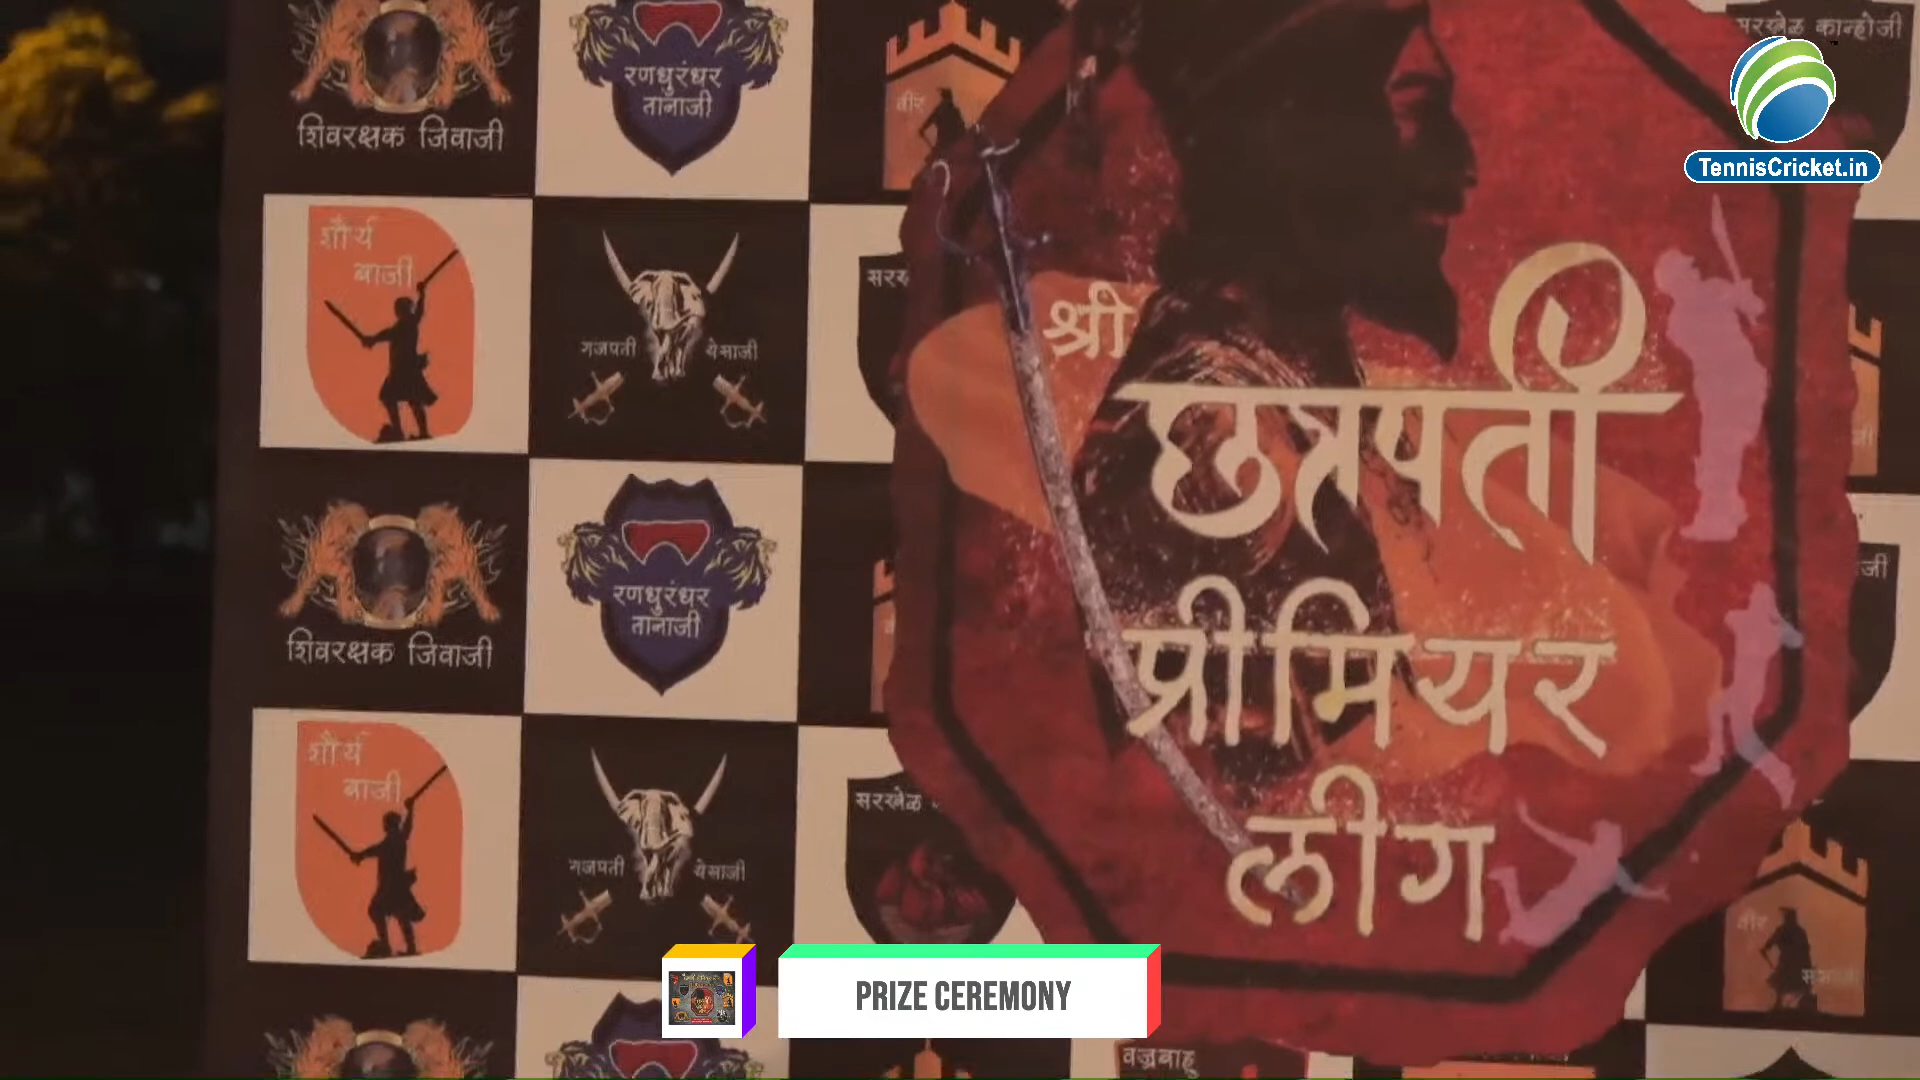 सरखेळ कान्होजी
TennisCricket.in
शिवरक्षक जिवाजी
रणधुरंधर
तानाजी
वीर
शौर्य
बाजी
गजपती येसाजी
श्री
छत्रपती
प्रीमियर
लीग
शिवरक्षक जिवाजी
रणधुरंधर
तानाजी
शौर्य
बाजी
गजपती येसाजी
सरखेळ
वीर
PRIZE CEREMONY
वज्रबाहू